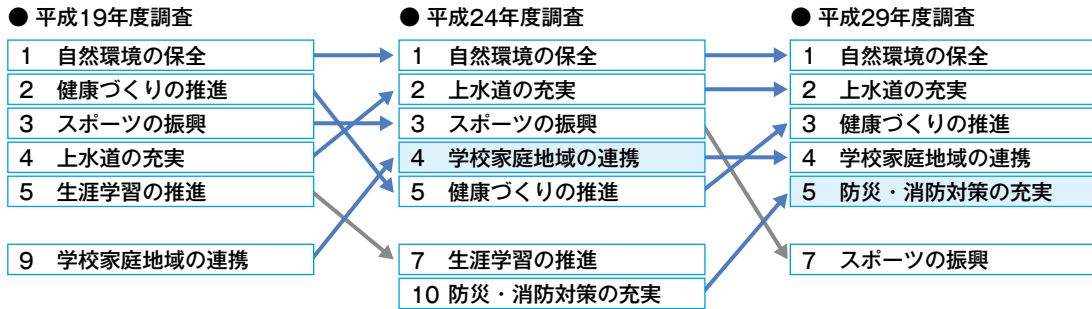 ● 平成19年度調査
1 自然環境の保全
2 健康づくりの推進
3 スポーツの振興
4 上水道の充実
5 生涯学習の推進
9 学校家庭地域の連携
● 平成24年度調査
1 自然環境の保全
2 上水道の充実
3 スポーツの振興
4 学校家庭地域の連携
5 健康づくりの推進
7 生涯学習の推進
10 防災・消防対策の充実
● 平成29年度調査
1 自然環境の保全
2 上水道の充実
3 健康づくりの推進
4 学校家庭地域の連携
5 防災・消防対策の充実
7 スポーツの振興